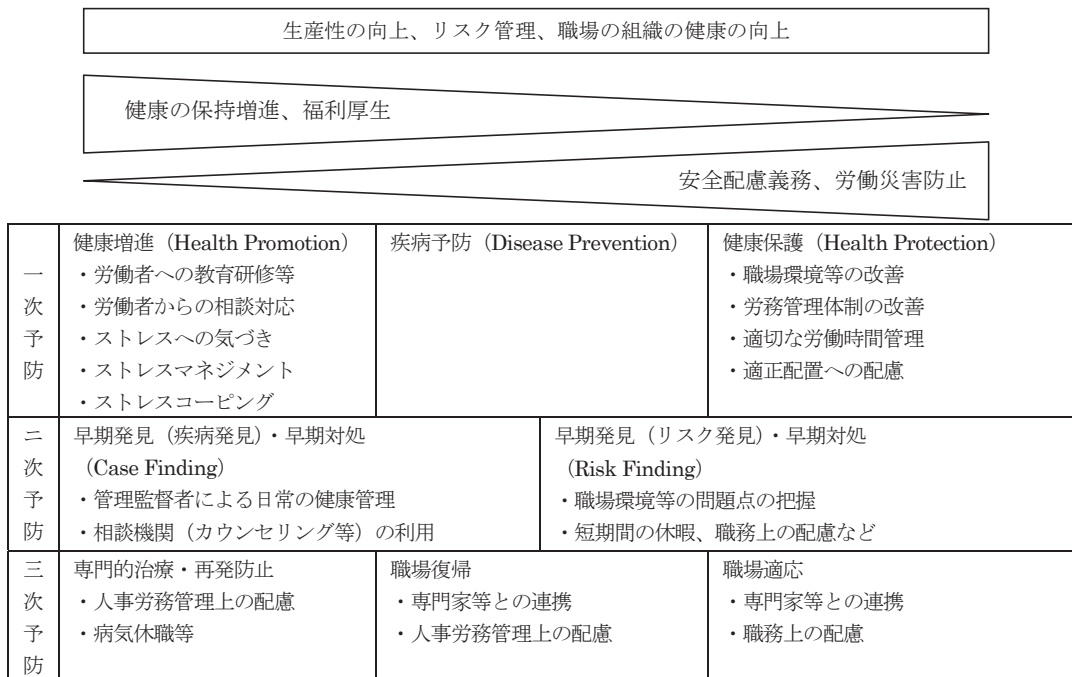 生産性の向上、リスク管理、職場の組織の健康の向上
健康の保持増進、福利厚生
安全配慮義務、労働災害防止
一次予防
健康増進（Health Promotion）
・労働者への教育研修等
・労働者からの相談対応
・ストレスへの気づき
・ストレスマネジメント
・ストレスコーピング
疾病予防（Disease Prevention）
健康保護（Health Protection）
・職場環境等の改善
・労務管理体制の改善
・適切な労働時間管理
・適正配置への配慮
二次予防
早期発見（疾病発見）・早期対処
（Case Finding）
・管理監督者による日常の健康管理
・相談機関（カウンセリング等）の利用
早期発見（リスク発見）・早期対処
（Risk Finding）
・職場環境等の問題点の把握
・短期間の休暇、職務上の配慮など
三次予防
専門的治療・再発防止
・人事労務管理上の配慮
・病気休職等
職場復帰
・専門家等との連携
・人事労務管理上の配慮
職場適応
・専門家等との連携
・職務上の配慮